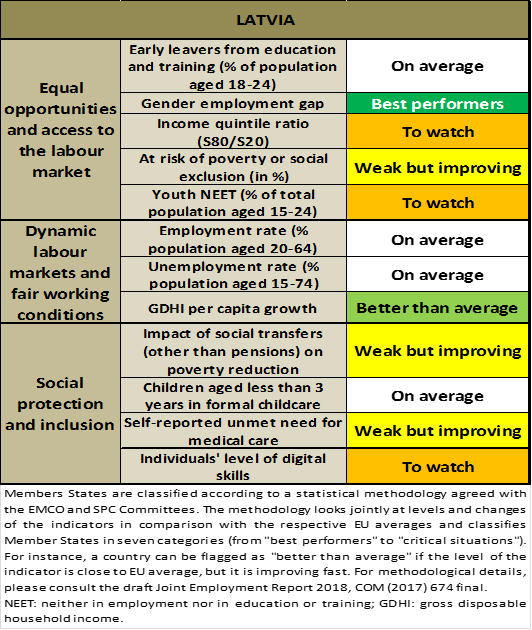 LATVIA
Equal
opportunities
and access to
the labour
market
Early leavers from education
and training (% of population
aged 18-24)
On average
Gender employment gap
Best performers
Income quintile ratio
(S80/S20)
To watch
At risk of poverty or social
exclusion (in %)
Weak but improving
Youth NEET (% of total
population aged 15-24)
To watch
Dynamic
labour
markets and
fair working
conditions
Employment rate (%
population aged 20-64)
On average
Unemployment rate (%
population aged 15-74)
On average
GDHI per capita growth
Better than average
Social
protection
and inclusion
Impact of social transfers
(other than pensions) on
poverty reduction
Weak but improving
Children aged less than 3
years in formal childcare
On average
Self-reported unmet need for
medical care
Weak but improving
Individuals' level of digital
skills
To watch
Members States are classified according to a statistical methodology agreed with
the EMCO and SPC Committees. The methodology looks jointly at levels and changes
of the indicators in comparison with the respective EU averages and classifies
Member States in seven categories (from "best performers" to "critical situations").
For instance, a country can be flagged as "better than average" if the level of the
indicator is close to EU average, but it is improving fast. For methodological details,
please consult the draft Joint Employment Report 2018, COM (2017) 674 final.
NEET: neither in employment nor in education or training; GDHI: gross disposable
household income.